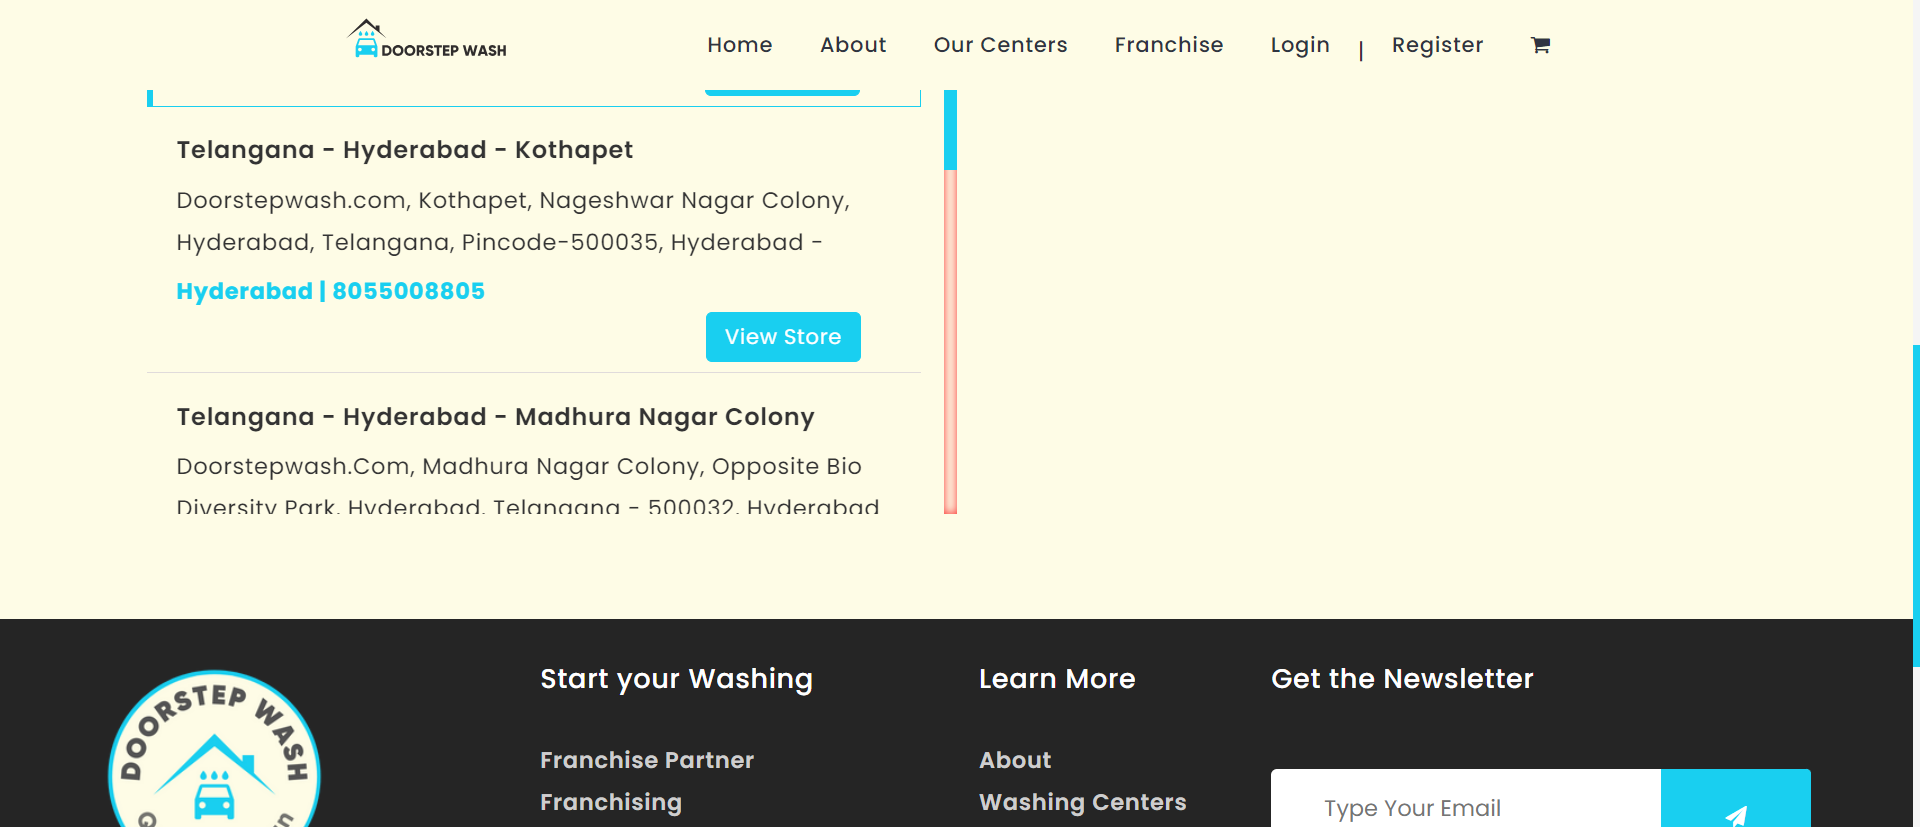 DOORSTEP WASH
Home About Our Centers Franchise Login | Register
Telangana - Hyderabad - Kothapet
Doorstepwash.com, Kothapet, Nageshwar Nagar Colony,
Hyderabad, Telangana, Pincode-500035, Hyderabad -
Hyderabad | 8055008805
View Store
Telangana - Hyderabad - Madhura Nagar Colony
Doorstepwash.Com, Madhura Nagar Colony, Opposite Bio
Diversity Park, Hyderabad, Telangana - 500032, Hyderabad
DOORSTEP WASH
Start your Washing
Franchise Partner
Franchising
Learn More
About
Washing Centers
Get the Newsletter
Type Your Email